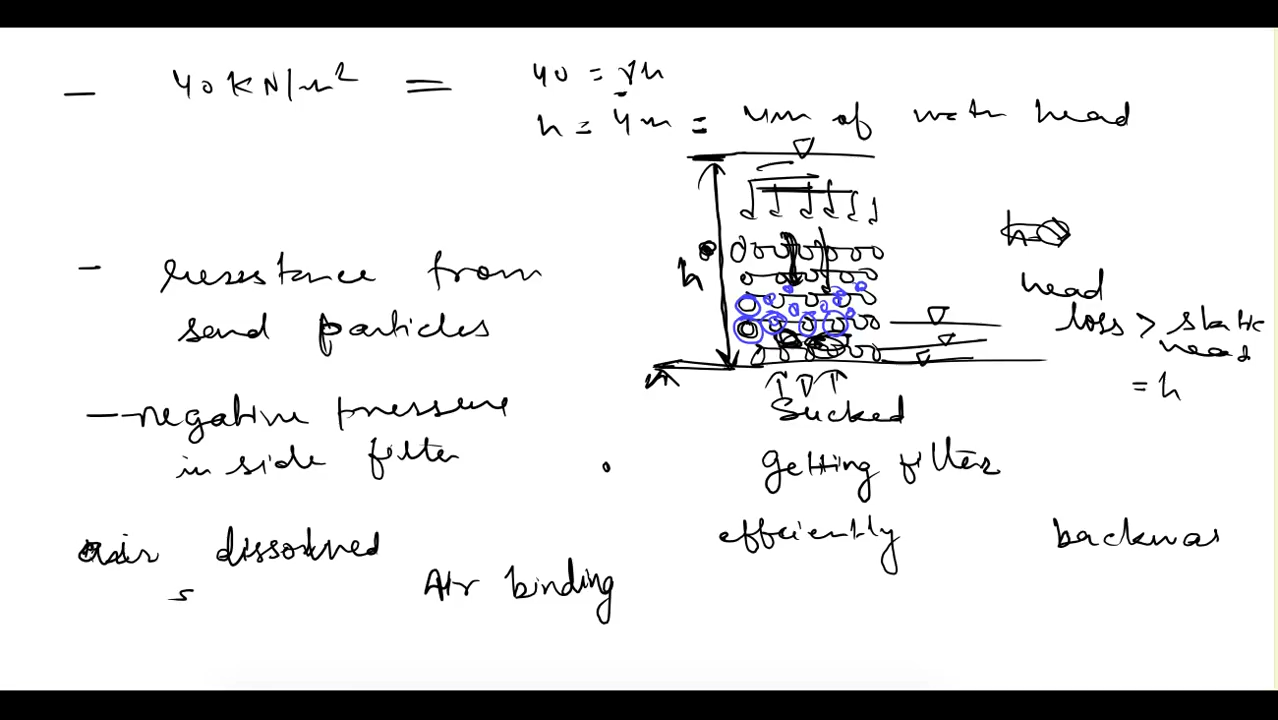 - 40 KN/m² = 40 = γh
h = 4m = 4m of water head
h
h
head
- resistance from
sand particles
loss > static
head
= h
- negative pressure
inside filter
Sucked
getting filter
air dissolved
s
Air binding
efficiently backwas